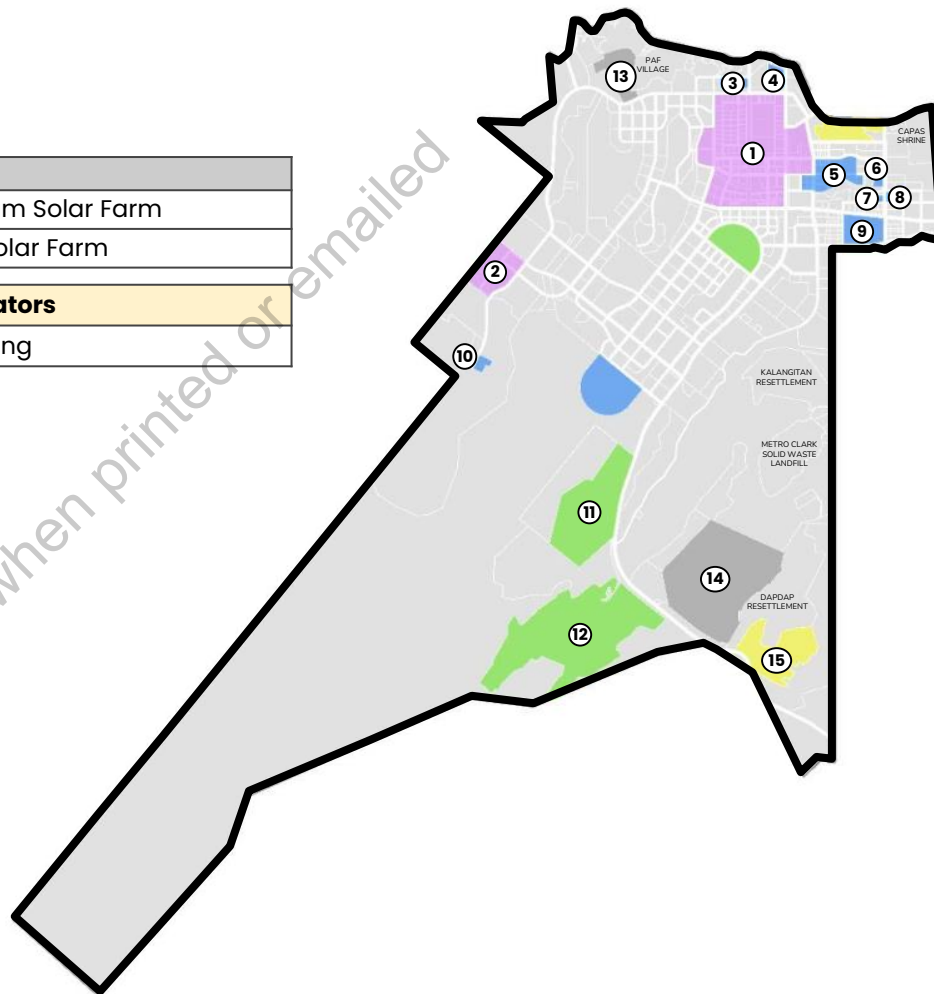 m Solar Farm
olar Farm
ators
ng
when printed or emailed
PAF
VILLAGE
CAPAS
SHRINE
KALANGITAN
RESETTLEMENT
METRO CLARK
SOLID WASTE
LANDFILL
DAPDAP
RESETTLEMENT
13
3
4
1
5
6
7
8
9
2
10
11
14
12
15